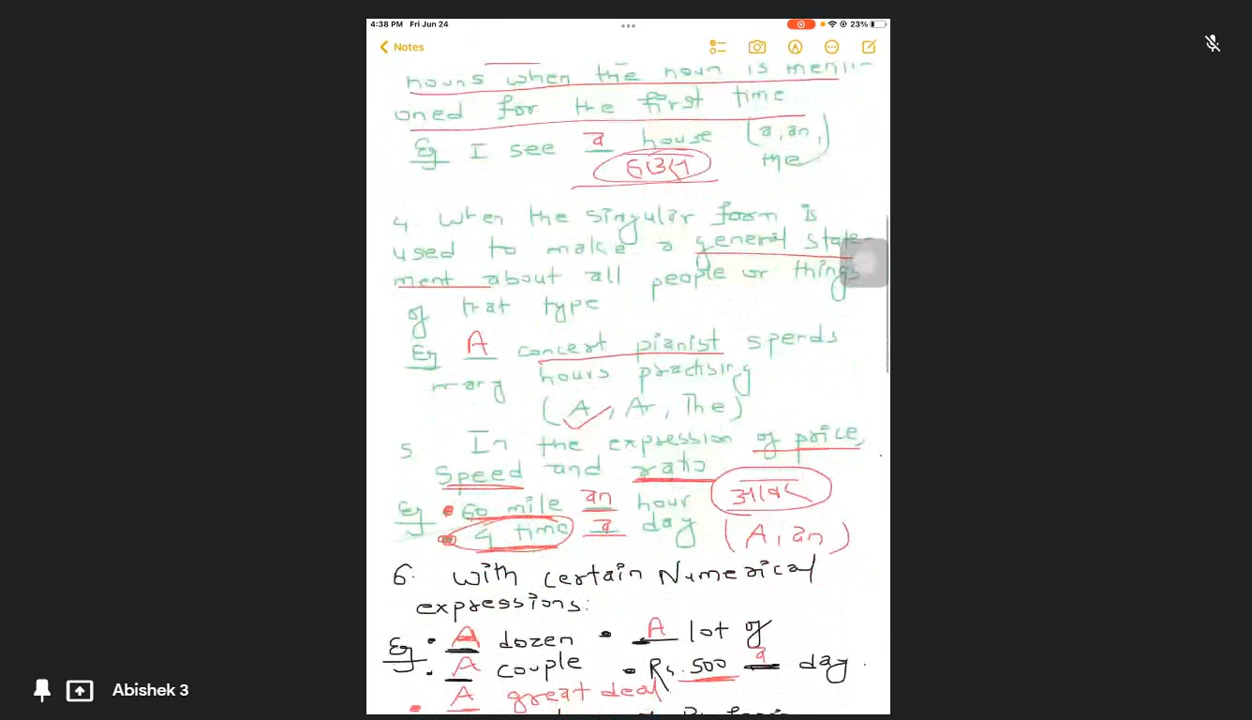 4:38 PM Fri Jun 24
23%
Notes
nouns when the noun is menti-
oned for the first time
Eg I see a house (a, an,
the
हाउस
4 When the singular form is
used to make a general state-
ment about all people or things
of that type
Eg A concert pianist spends
many hours practising
(A, An, The)
5 In the expression of price,
Speed and ratio
आवर
Eg • 60 mile an hour
• 4 time a day (A, an)
6. With certain Numerical
expressions:
Eg • A dozen • A lot of
• A couple • Rs. 500 a day.
• A great deal
Abishek 3